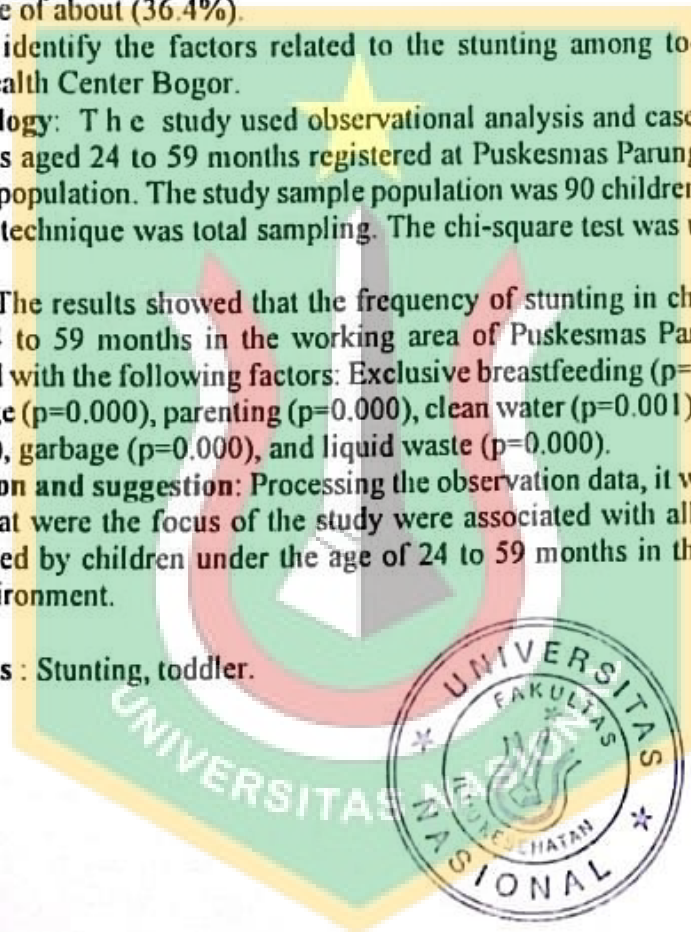 e of about (36.4%).
identify the factors related to the stunting among to
alth Center Bogor.
logy: T h e study used observational analysis and case
s aged 24 to 59 months registered at Puskesmas Parung
population. The study sample population was 90 children
technique was total sampling. The chi-square test was u
The results showed that the frequency of stunting in ch
to 59 months in the working area of Puskesmas Par
with the following factors: Exclusive breastfeeding (p=
e (p=0.000), parenting (p=0.000), clean water (p=0.001)
), garbage (p=0.000), and liquid waste (p=0.000).
on and suggestion: Processing the observation data, it w
at were the focus of the study were associated with all
ed by children under the age of 24 to 59 months in th
ironment.
s : Stunting, toddler.
UNIVERSITAS NASIONAL
UNIVERSITAS
NASIONAL
FAKULTAS
KESEHATAN